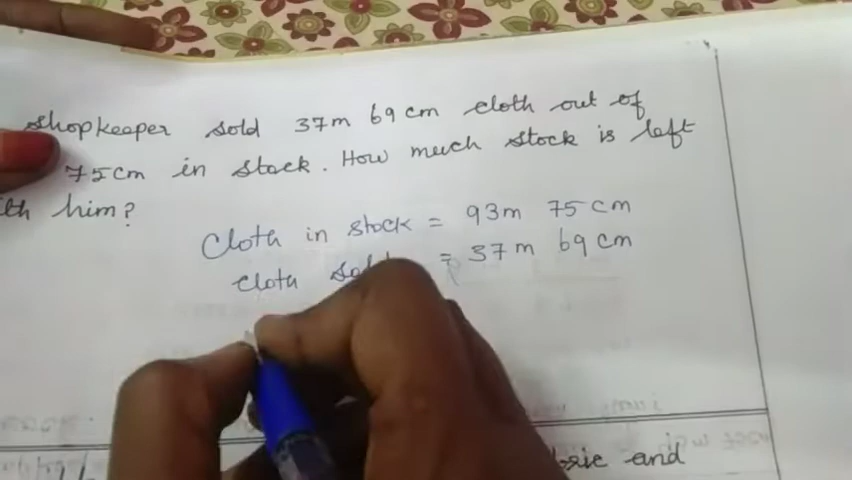 shopkeeper sold 37m 69cm cloth out of
75cm in stock. How much stock is left
him?
Cloth in stock = 93m 75cm
Cloth = 37m 69cm
and